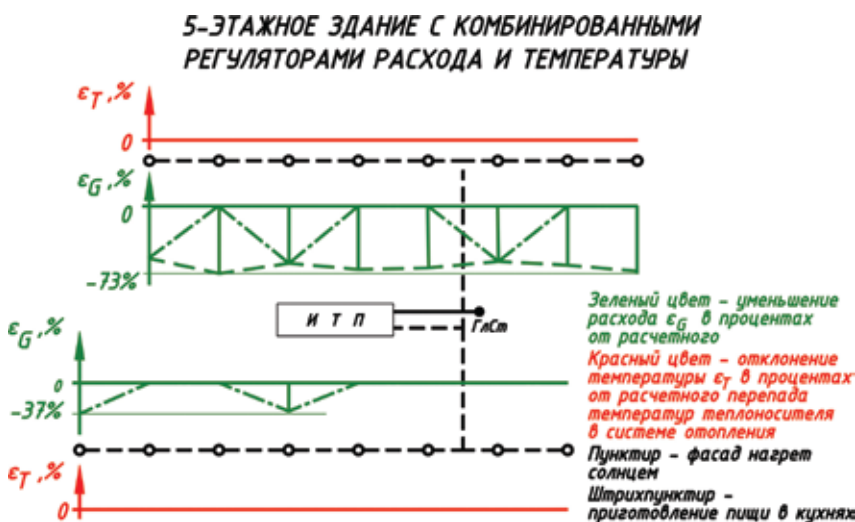 5-ЭТАЖНОЕ ЗДАНИЕ С КОМБИНИРОВАННЫМИ
РЕГУЛЯТОРАМИ РАСХОДА И ТЕМПЕРАТУРЫ
εT,%
0
εG,%
0
-73%
И Т П
ГлСт
εG,%
0
-37%
εT,%
0
Зеленый цвет - уменьшение
расхода εG в процентах
от расчетного
Красный цвет - отклонение
температуры εT в процентах
от расчетного перепада
температур теплоносителя
в системе отопления
Пунктир - фасад нагрет
солнцем
Штрихпунктир -
приготовление пищи в кухнях